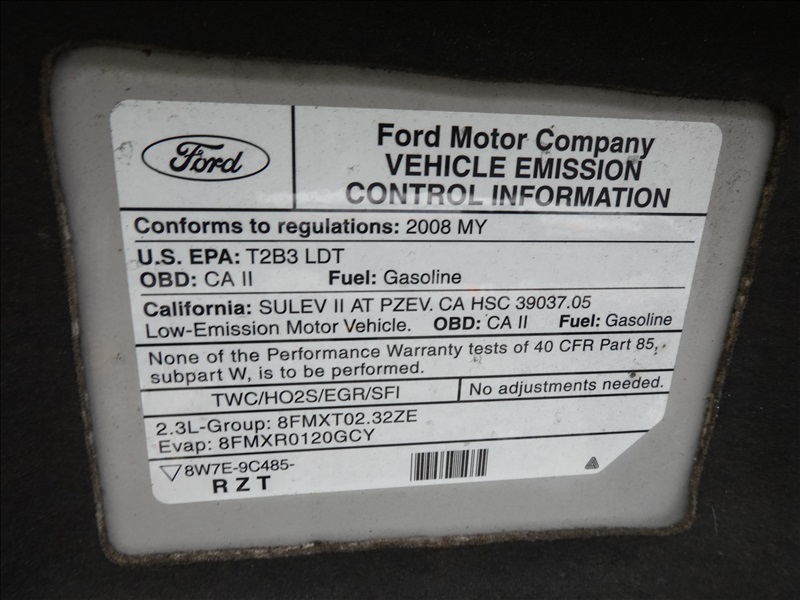 Ford
Ford Motor Company
VEHICLE EMISSION
CONTROL INFORMATION
Conforms to regulations: 2008 MY
U.S. EPA: T2B3 LDT
OBD: CA II Fuel: Gasoline
California: SULEV II AT PZEV. CA HSC 39037.05
Low-Emission Motor Vehicle. OBD: CA II Fuel: Gasoline
None of the Performance Warranty tests of 40 CFR Part 85,
subpart W, is to be performed.
TWC/HO2S/EGR/SFI No adjustments needed.
2.3L-Group: 8FMXT02.32ZE
Evap: 8FMXR0120GCY
8W7E-9C485-
RZT